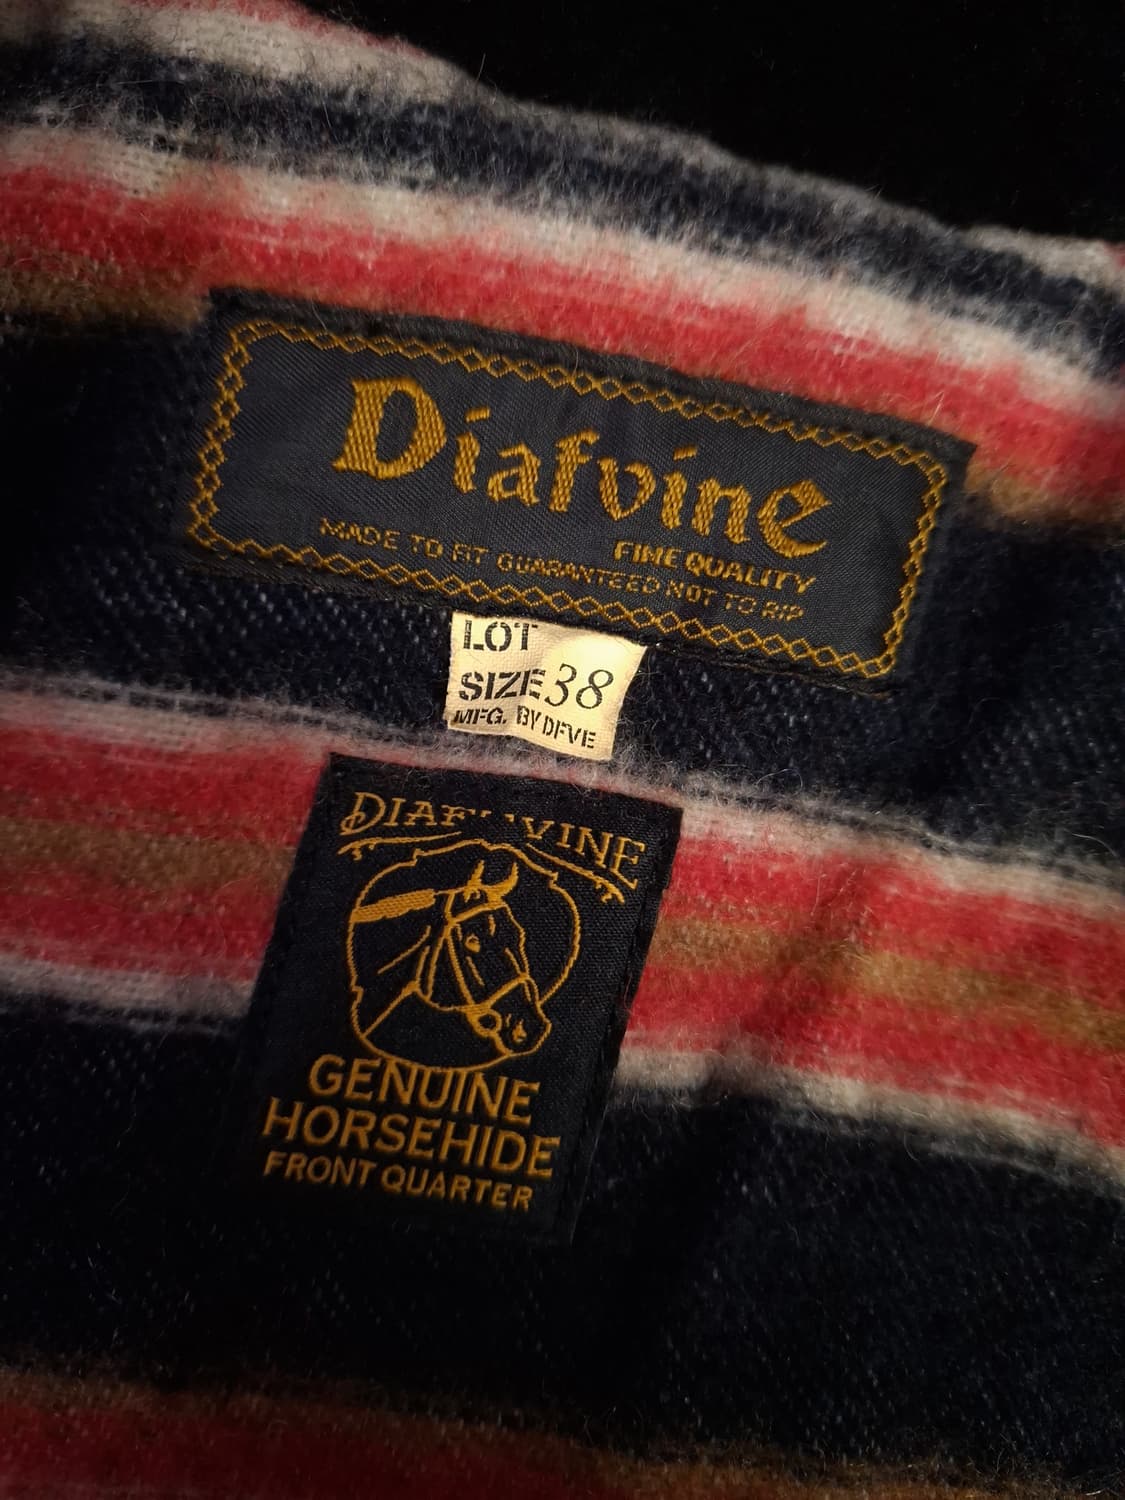 Diafvine
FINE QUALITY
MADE TO FIT GUARANTEED NOT TO RIP
LOT
SIZE 38
MFG. BY DFVE
DIAFVINE
GENUINE
HORSEHIDE
FRONT QUARTER